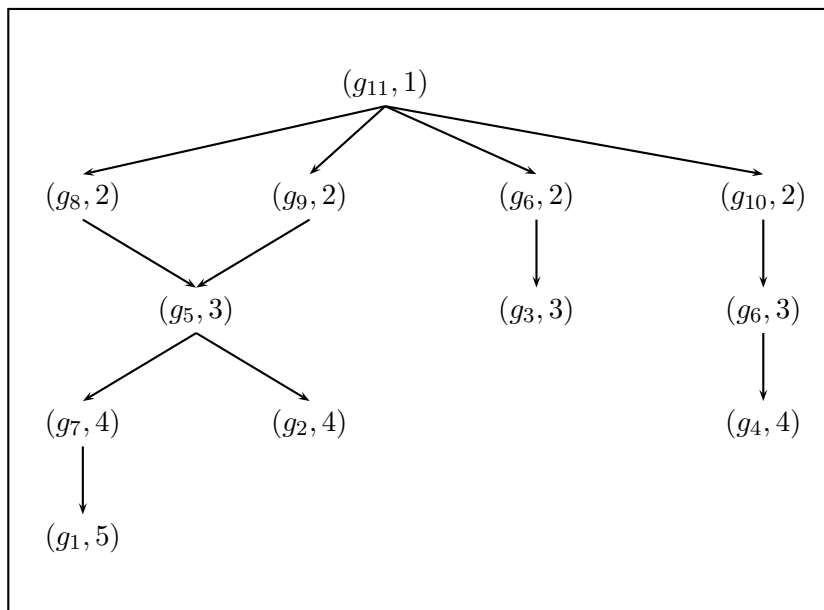 (g₁₁, 1)
(g₈, 2) (g₉, 2) (g₆, 2) (g₁₀, 2)
(g₅, 3) (g₃, 3) (g₆, 3)
(g₇, 4) (g₂, 4) (g₄, 4)
(g₁, 5)